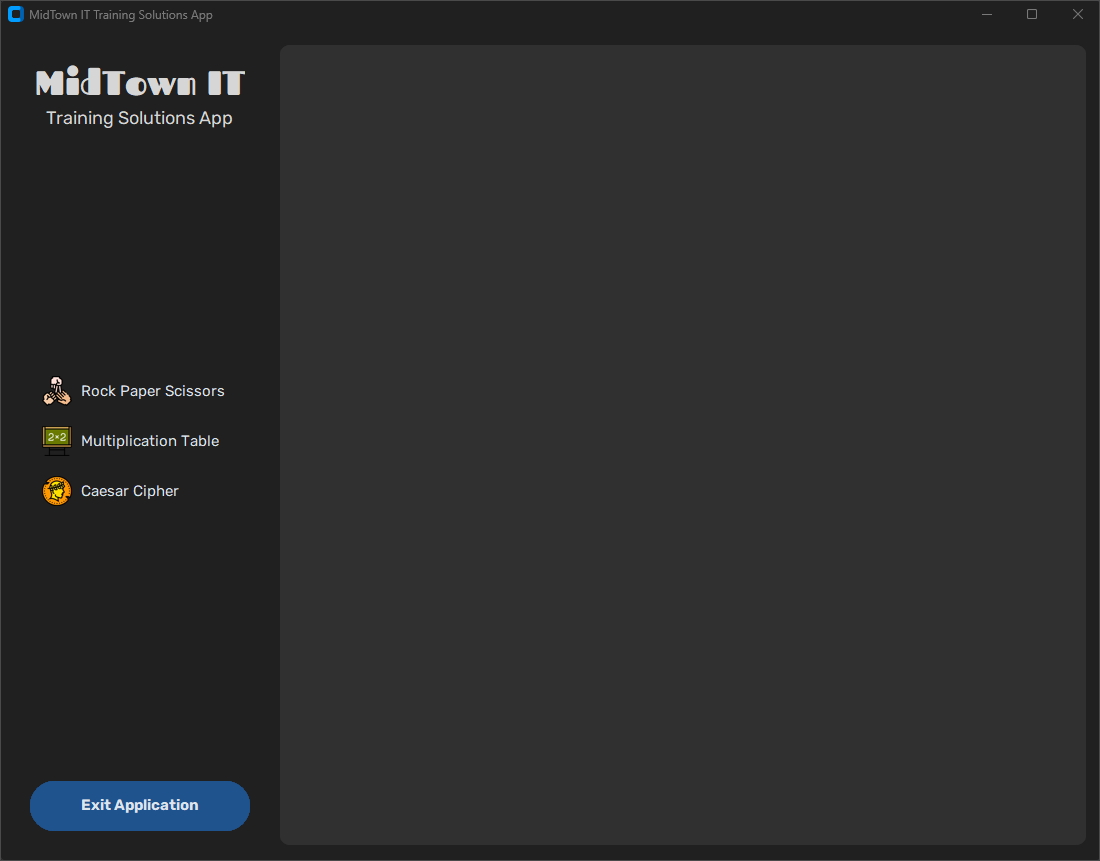 MidTown IT Training Solutions App
MidTown IT
Training Solutions App
Rock Paper Scissors
2×2
Multiplication Table
Caesar Cipher
Exit Application